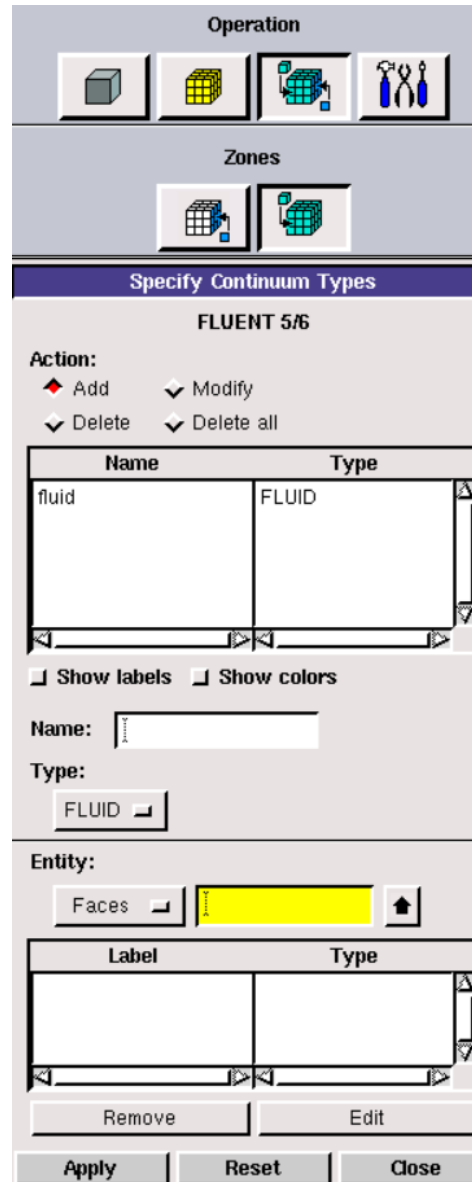 Operation
Zones
Specify Continuum Types
FLUENT 5/6
Action:
Add Modify
Delete Delete all
Name Type
fluid FLUID
Show labels Show colors
Name:
Type:
FLUID
Entity:
Faces
Label Type
Remove Edit
Apply Reset Close